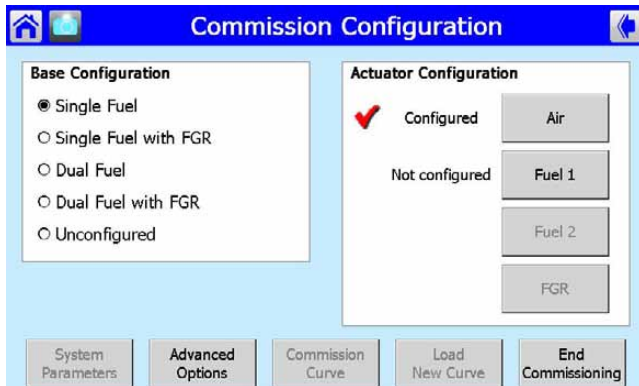 Commission Configuration
Base Configuration
Single Fuel
Single Fuel with FGR
Dual Fuel
Dual Fuel with FGR
Unconfigured
Actuator Configuration
Configured
Air
Not configured
Fuel 1
Fuel 2
FGR
System
Parameters
Advanced
Options
Commission
Curve
Load
New Curve
End
Commissioning